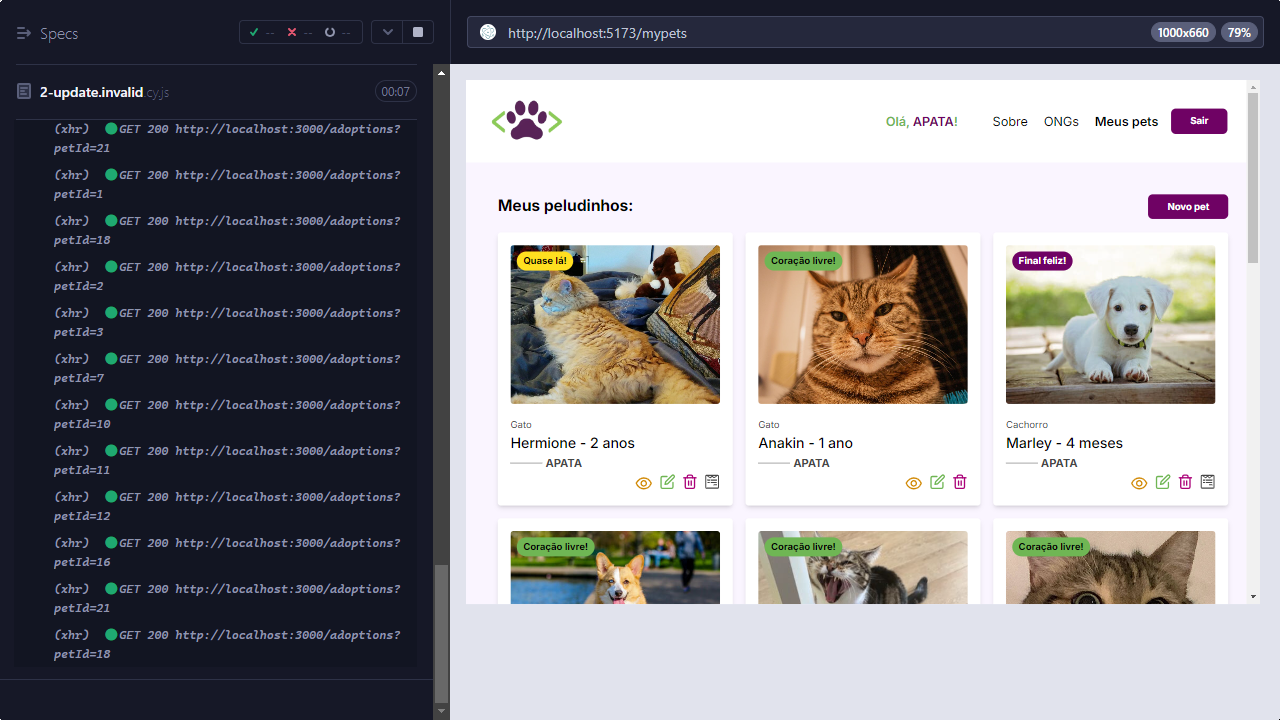 Specs
-- -- --
2-update.invalid.cy.js 00:07
(xhr) GET 200 http://localhost:3000/adoptions?
petId=21
(xhr) GET 200 http://localhost:3000/adoptions?
petId=1
(xhr) GET 200 http://localhost:3000/adoptions?
petId=18
(xhr) GET 200 http://localhost:3000/adoptions?
petId=2
(xhr) GET 200 http://localhost:3000/adoptions?
petId=3
(xhr) GET 200 http://localhost:3000/adoptions?
petId=7
(xhr) GET 200 http://localhost:3000/adoptions?
petId=10
(xhr) GET 200 http://localhost:3000/adoptions?
petId=11
(xhr) GET 200 http://localhost:3000/adoptions?
petId=12
(xhr) GET 200 http://localhost:3000/adoptions?
petId=16
(xhr) GET 200 http://localhost:3000/adoptions?
petId=21
(xhr) GET 200 http://localhost:3000/adoptions?
petId=18
http://localhost:5173/mypets 1000x660 79%
Olá, APATA! Sobre ONGs Meus pets Sair
Meus peludinhos: Novo pet
Quase lá!
Gato
Hermione - 2 anos
APATA
Coração livre!
Gato
Anakin - 1 ano
APATA
Final feliz!
Cachorro
Marley - 4 meses
APATA
Coração livre!
Coração livre!
Coração livre!